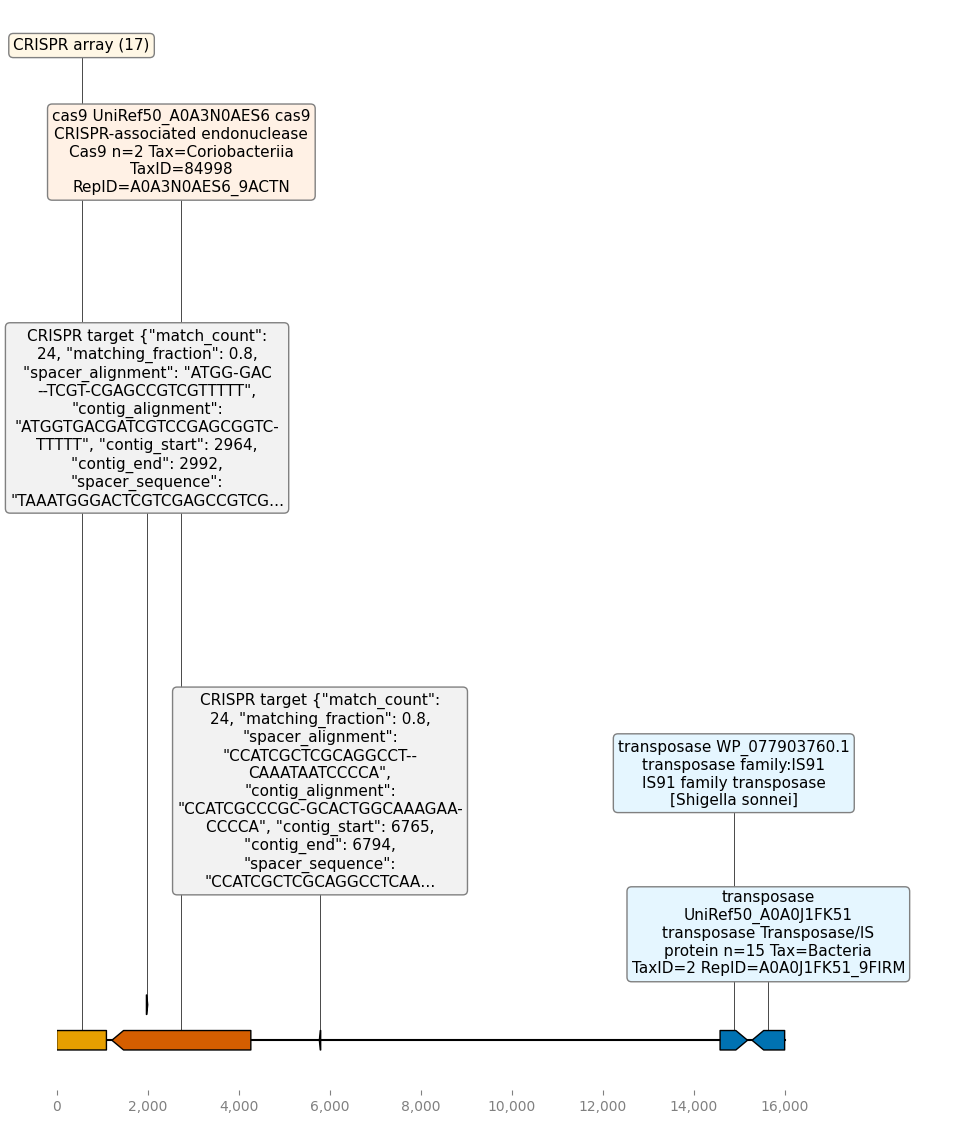 CRISPR array (17)
cas9 UniRef50_A0A3N0AES6 cas9
CRISPR-associated endonuclease
Cas9 n=2 Tax=Coriobacteriia
TaxID=84998
RepID=A0A3N0AES6_9ACTN
CRISPR target {"match_count":
24, "matching_fraction": 0.8,
"spacer_alignment": "ATGG-GAC
--TCGT-CGAGCCGTCGTTTTT",
"contig_alignment":
"ATGGTGACGATCGTCCGAGCGGTC-
TTTTT", "contig_start": 2964,
"contig_end": 2992,
"spacer_sequence":
"TAAATGGGACTCGTCGAGCCGTCG...
CRISPR target {"match_count":
24, "matching_fraction": 0.8,
"spacer_alignment":
"CCATCGCTCGCAGGCCT--
CAAATAATCCCCA",
"contig_alignment":
"CCATCGCCCGC-GCACTGGCAAAGAA-
CCCCA", "contig_start": 6765,
"contig_end": 6794,
"spacer_sequence":
"CCATCGCTCGCAGGCCTCAA...
transposase WP_077903760.1
transposase family:IS91
IS91 family transposase
[Shigella sonnei]
transposase
UniRef50_A0A0J1FK51
transposase Transposase/IS
protein n=15 Tax=Bacteria
TaxID=2 RepID=A0A0J1FK51_9FIRM
0 2,000 4,000 6,000 8,000 10,000 12,000 14,000 16,000